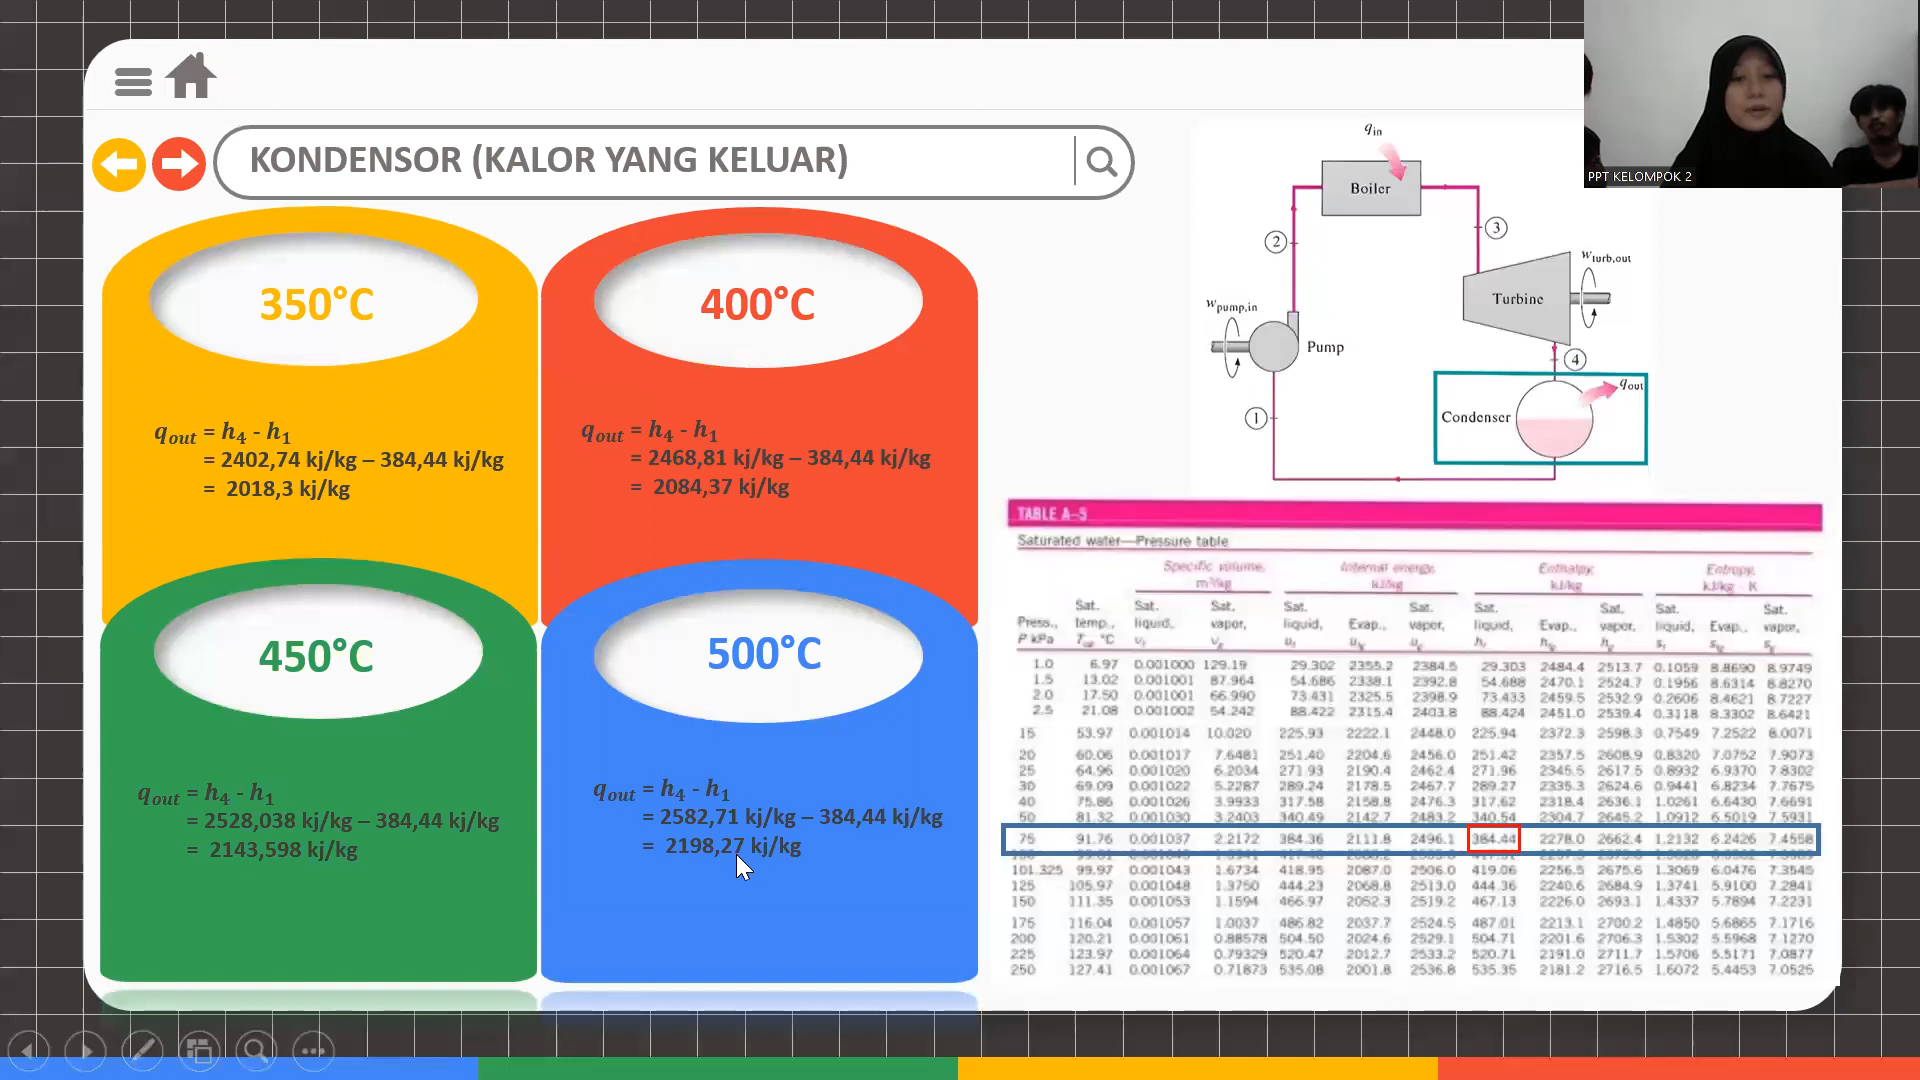 KONDENSOR (KALOR YANG KELUAR)
350°C
q_out = h_4 - h_1
= 2402,74 kj/kg – 384,44 kj/kg
= 2018,3 kj/kg
400°C
q_out = h_4 - h_1
= 2468,81 kj/kg – 384,44 kj/kg
= 2084,37 kj/kg
450°C
q_out = h_4 - h_1
= 2528,038 kj/kg – 384,44 kj/kg
= 2143,598 kj/kg
500°C
q_out = h_4 - h_1
= 2582,71 kj/kg – 384,44 kj/kg
= 2198,27 kj/kg
PPT KELOMPOK 2
q_in
Boiler
2
3
w_turb,out
Turbine
w_pump,in
Pump
4
q_out
Condenser
1
TABLE A–5
Saturated water—Pressure table
Specific volume, Internal energy, Enthalpy, Entropy,
m³/kg kJ/kg kJ/kg kJ/kg · K
Sat. Sat. Sat. Sat. Sat. Sat. Sat. Sat. Sat.
Press., temp., liquid, vapor, liquid, Evap., vapor, liquid, Evap., vapor, liquid, Evap., vapor,
P kPa T_sat °C v_f v_g u_f u_fg u_g h_f h_fg h_g s_f s_fg s_g
1.0 6.97 0.001000 129.19 29.302 2355.2 2384.5 29.303 2484.4 2513.7 0.1059 8.8690 8.9749
1.5 13.02 0.001001 87.964 54.686 2338.1 2392.8 54.688 2470.1 2524.7 0.1956 8.6314 8.8270
2.0 17.50 0.001001 66.990 73.431 2325.5 2398.9 73.433 2459.5 2532.9 0.2606 8.4621 8.7227
2.5 21.08 0.001002 54.242 88.422 2315.4 2403.8 88.424 2451.0 2539.4 0.3118 8.3302 8.6421
15 53.97 0.001014 10.020 225.93 2222.1 2448.0 225.94 2372.3 2598.3 0.7549 7.2522 8.0071
20 60.06 0.001017 7.6481 251.40 2204.6 2456.0 251.42 2357.5 2608.9 0.8320 7.0752 7.9073
25 64.96 0.001020 6.2034 271.93 2190.4 2462.4 271.96 2345.5 2617.5 0.8932 6.9370 7.8302
30 69.09 0.001022 5.2287 289.24 2178.5 2467.7 289.27 2335.3 2624.6 0.9441 6.8234 7.7675
40 75.86 0.001026 3.9933 317.58 2158.8 2476.3 317.62 2318.4 2636.1 1.0261 6.6430 7.6691
50 81.32 0.001030 3.2403 340.49 2142.7 2483.2 340.54 2304.7 2645.2 1.0912 6.5019 7.5931
75 91.76 0.001037 2.2172 384.36 2111.8 2496.1 384.44 2278.0 2662.4 1.2132 6.2426 7.4558
101.325 99.97 0.001043 1.6734 418.95 2087.0 2506.0 419.06 2256.5 2675.6 1.3069 6.0476 7.3545
125 105.97 0.001048 1.3750 444.23 2068.8 2513.0 444.36 2240.6 2684.9 1.3741 5.9100 7.2841
150 111.35 0.001053 1.1594 466.97 2052.3 2519.2 467.13 2226.0 2693.1 1.4337 5.7894 7.2231
175 116.04 0.001057 1.0037 486.82 2037.7 2524.5 487.01 2213.1 2700.2 1.4850 5.6865 7.1716
200 120.21 0.001061 0.88578 504.50 2024.6 2529.1 504.71 2201.6 2706.3 1.5302 5.5968 7.1270
225 123.97 0.001064 0.79329 520.47 2012.7 2533.2 520.71 2191.0 2711.7 1.5706 5.5171 7.0877
250 127.41 0.001067 0.71873 535.08 2001.8 2536.8 535.35 2181.2 2716.5 1.6072 5.4453 7.0525